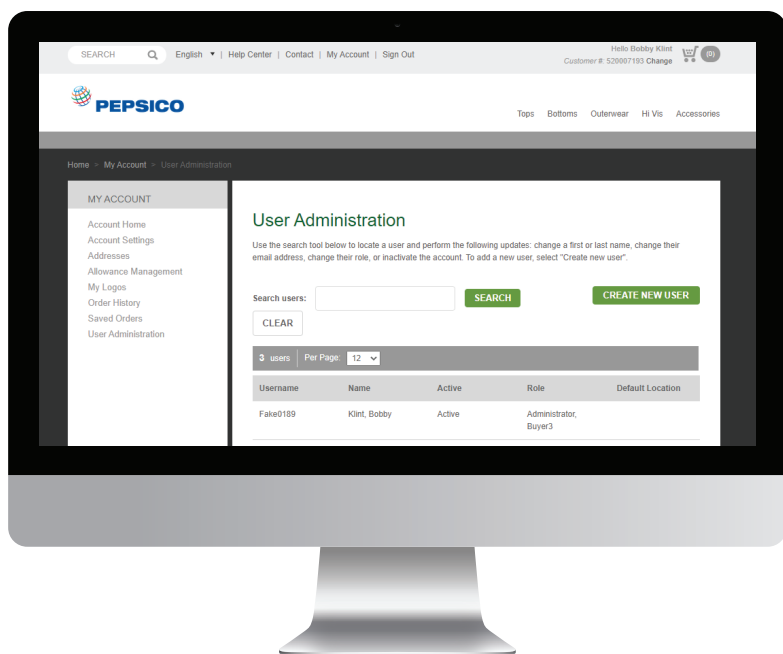 SEARCH English ▼ | Help Center | Contact | My Account | Sign Out
Hello Bobby Klint
Customer #: 520007193 Change (0)
PEPSICO
Tops Bottoms Outerwear Hi Vis Accessories
Home > My Account > User Administration
MY ACCOUNT
Account Home
Account Settings
Addresses
Allowance Management
My Logos
Order History
Saved Orders
User Administration
User Administration
Use the search tool below to locate a user and perform the following updates: change a first or last name, change their
email address, change their role, or inactivate the account. To add a new user, select "Create new user".
Search users: SEARCH CREATE NEW USER
CLEAR
3 users Per Page: 12
Username Name Active Role Default Location
Fake0189 Klint, Bobby Active Administrator,
Buyer3